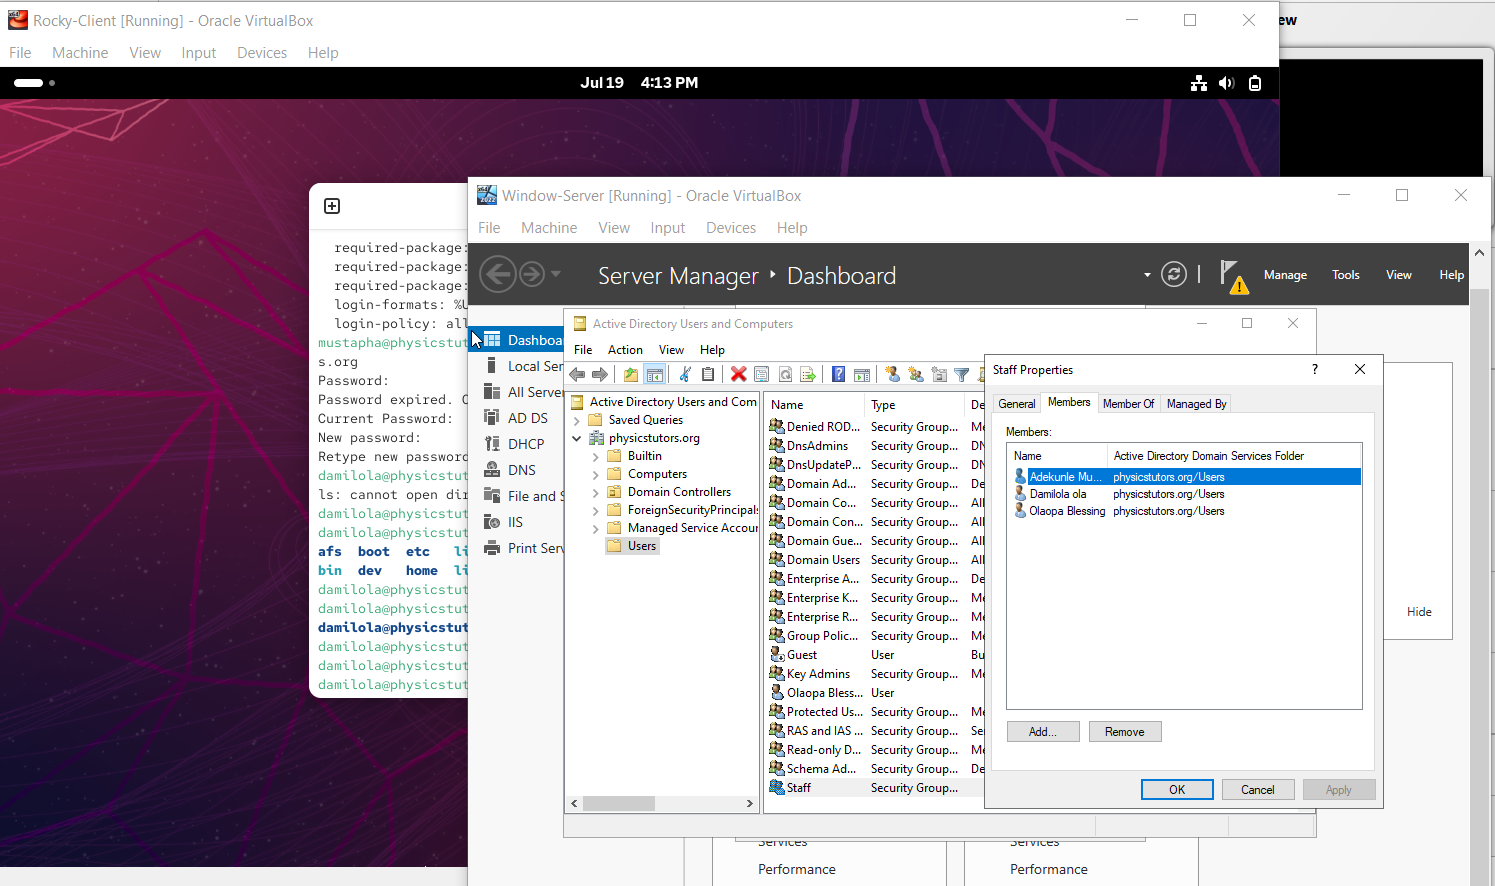 Rocky-Client [Running] - Oracle VirtualBox
ew
File Machine View Input Devices Help
Jul 19 4:13 PM
Window-Server [Running] - Oracle VirtualBox
File Machine View Input Devices Help
required-package:
required-package:
required-package:
login-formats: %U
login-policy: all
mustapha@physicstut
s.org
Password:
Password expired. C
Current Password:
New password:
Retype new password
damilola@physicstut
ls: cannot open dir
damilola@physicstut
damilola@physicstut
afs boot etc li
bin dev home li
damilola@physicstut
damilola@physicstut
damilola@physicstut
damilola@physicstut
damilola@physicstut
damilola@physicstut
Server Manager ‣ Dashboard
Manage Tools View Help
Dashboa
Local Ser
All Server
AD DS
DHCP
DNS
File and S
IIS
Print Serv
Active Directory Users and Computers
File Action View Help
Active Directory Users and Com
Saved Queries
physicstutors.org
Builtin
Computers
Domain Controllers
ForeignSecurityPrincipals
Managed Service Accour
Users
Name Type De
Denied ROD... Security Group... Me
DnsAdmins Security Group... DN
DnsUpdateP... Security Group... DN
Domain Ad... Security Group... De
Domain Co... Security Group... All
Domain Con... Security Group... All
Domain Gue... Security Group... All
Domain Users Security Group... All
Enterprise A... Security Group... De
Enterprise K... Security Group... Me
Enterprise R... Security Group... Me
Group Polic... Security Group... Me
Guest User Bu
Key Admins Security Group... Me
Olaopa Bless... User
Protected Us... Security Group... Me
RAS and IAS ... Security Group... Se
Read-only D... Security Group... Me
Schema Ad... Security Group... De
Staff Security Group...
Staff Properties ?
General Members Member Of Managed By
Members:
Name Active Directory Domain Services Folder
Adekunle Mu... physicstutors.org/Users
Damilola ola physicstutors.org/Users
Olaopa Blessing physicstutors.org/Users
Add... Remove
OK Cancel Apply
Hide
Services Services
Performance Performance